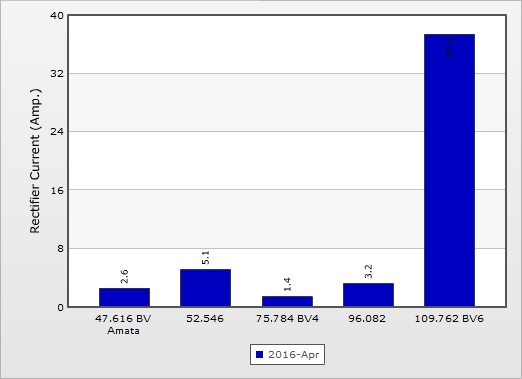 40
32
24
16
8
0
Rectifier Current (Amp.)
2.6
5.1
1.4
3.2
47.616 BV
Amata
52.546
75.784 BV4
96.082
109.762 BV6
2016-Apr